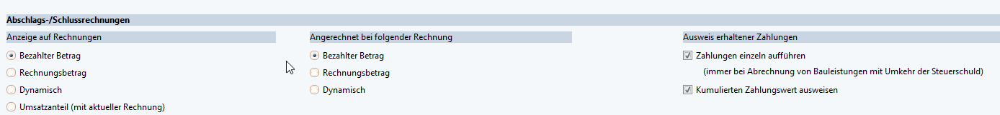 Abschlags-/Schlussrechnungen
Anzeige auf Rechnungen
Bezahlter Betrag
Rechnungsbetrag
Dynamisch
Umsatzanteil (mit aktueller Rechnung)
Angerechnet bei folgender Rechnung
Bezahlter Betrag
Rechnungsbetrag
Dynamisch
Ausweis erhaltener Zahlungen
Zahlungen einzeln aufführen
(immer bei Abrechnung von Bauleistungen mit Umkehr der Steuerschuld)
Kumulierten Zahlungswert ausweisen